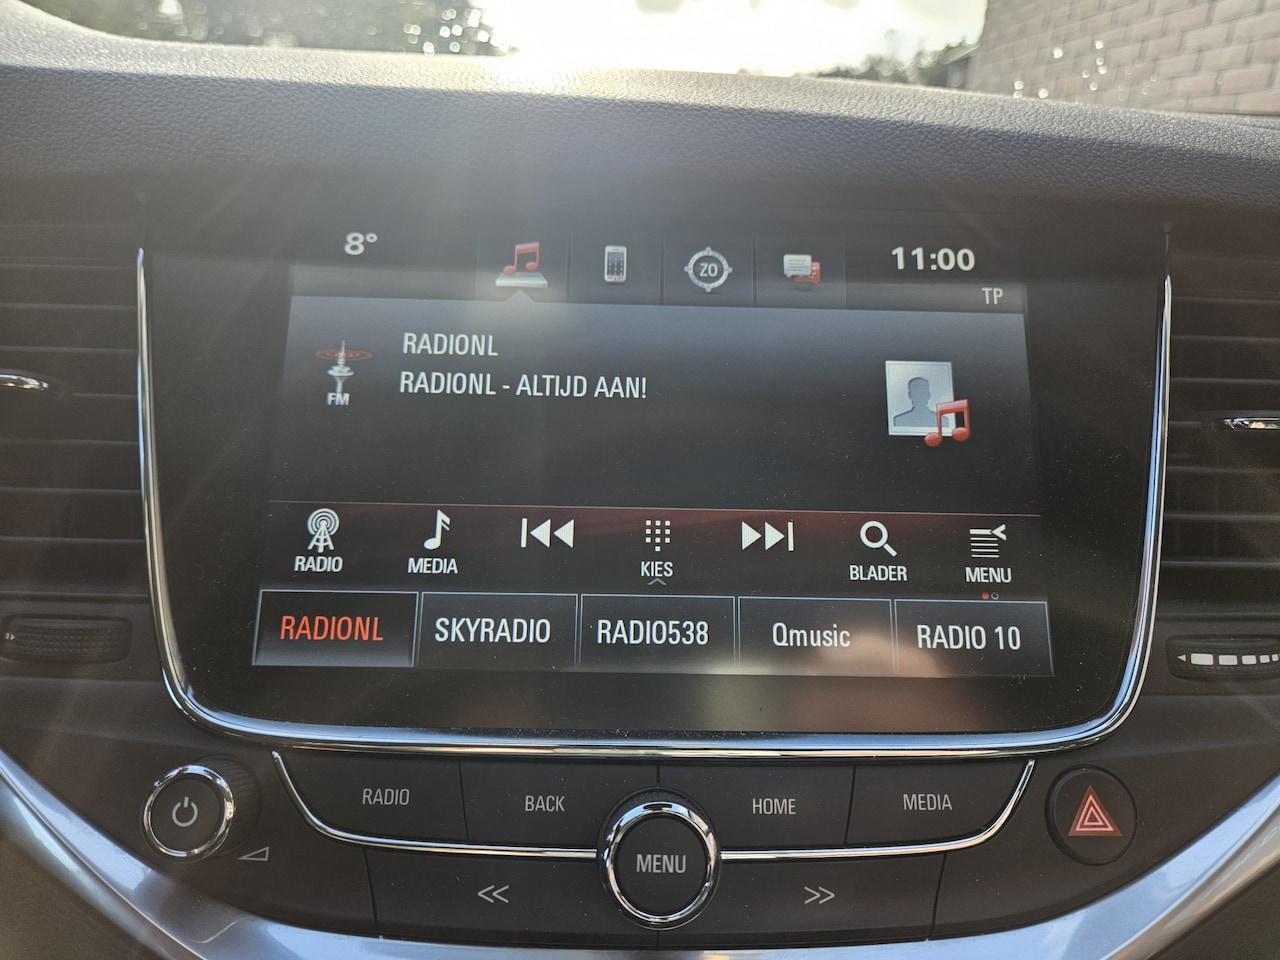 8°
ZO
11:00
TP
FM
RADIONL
RADIONL - ALTIJD AAN!
RADIO
MEDIA
KIES
BLADER
MENU
RADIONL
SKYRADIO
RADIO538
Qmusic
RADIO 10
RADIO
BACK
HOME
MEDIA
MENU